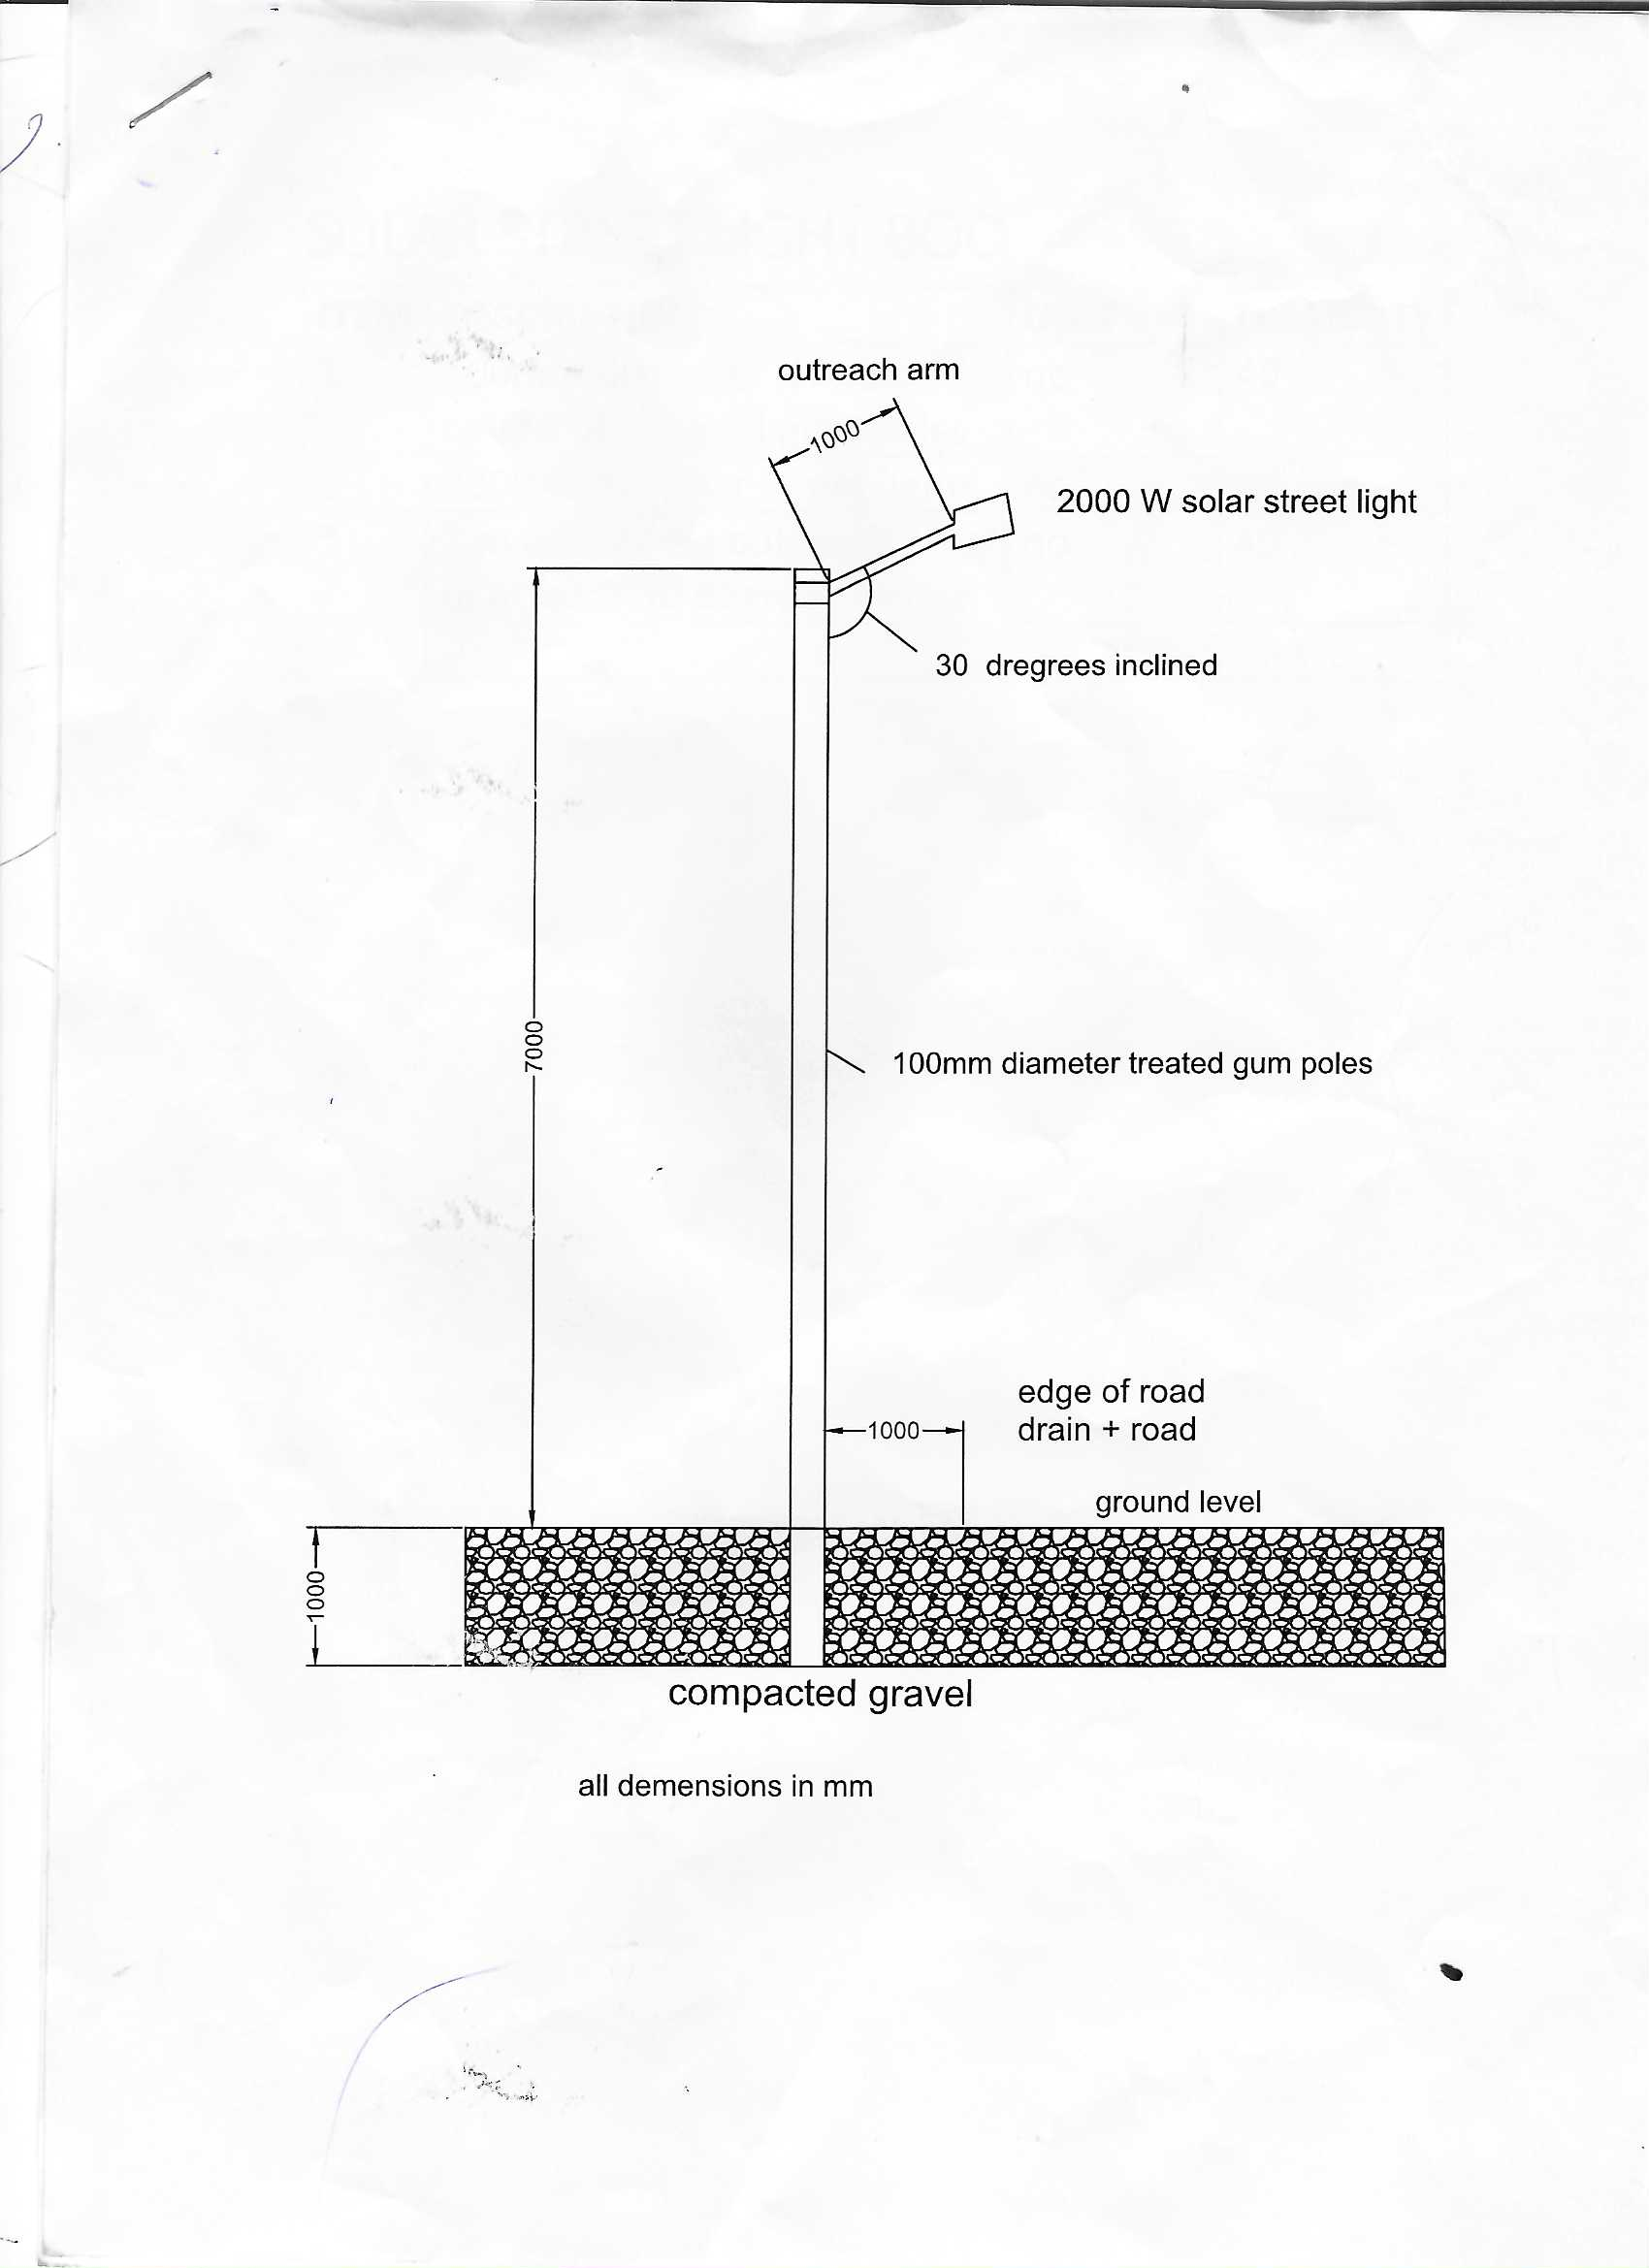 outreach arm
1000
2000 W solar street light
30 dregrees inclined
7000
100mm diameter treated gum poles
edge of road
1000
drain + road
ground level
1000
compacted gravel
all demensions in mm